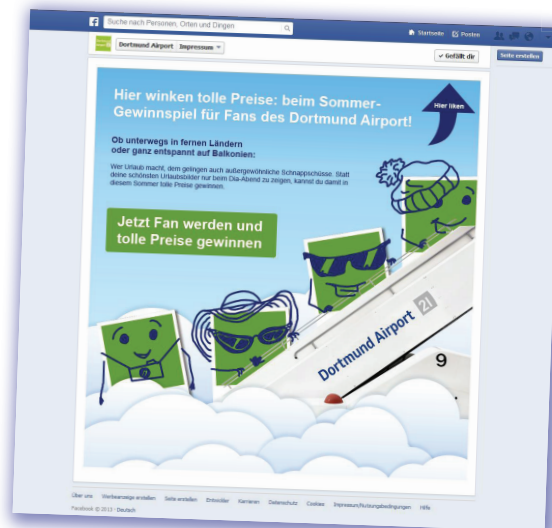 Suche nach Personen, Orten und Dingen
Startseite
Posten
Dortmund Airport Impressum
Gefällt dir
Seite erstellen
Hier winken tolle Preise: beim Sommer-
Gewinnspiel für Fans des Dortmund Airport!
Hier liken
Ob unterwegs in fernen Ländern
oder ganz entspannt auf Balkonien:
Wer Urlaub macht, dem gelingen auch außergewöhnliche Schnappschüsse. Statt
deine schönsten Urlaubsbilder nur beim Dia-Abend zu zeigen, kannst du damit in
diesem Sommer tolle Preise gewinnen.
Jetzt Fan werden und
tolle Preise gewinnen
Dortmund Airport 21
9
Über uns Werbeanzeige erstellen Seite erstellen Entwickler Karrieren Datenschutz Cookies Impressum/Nutzungsbedingungen Hilfe
Facebook © 2013 · Deutsch